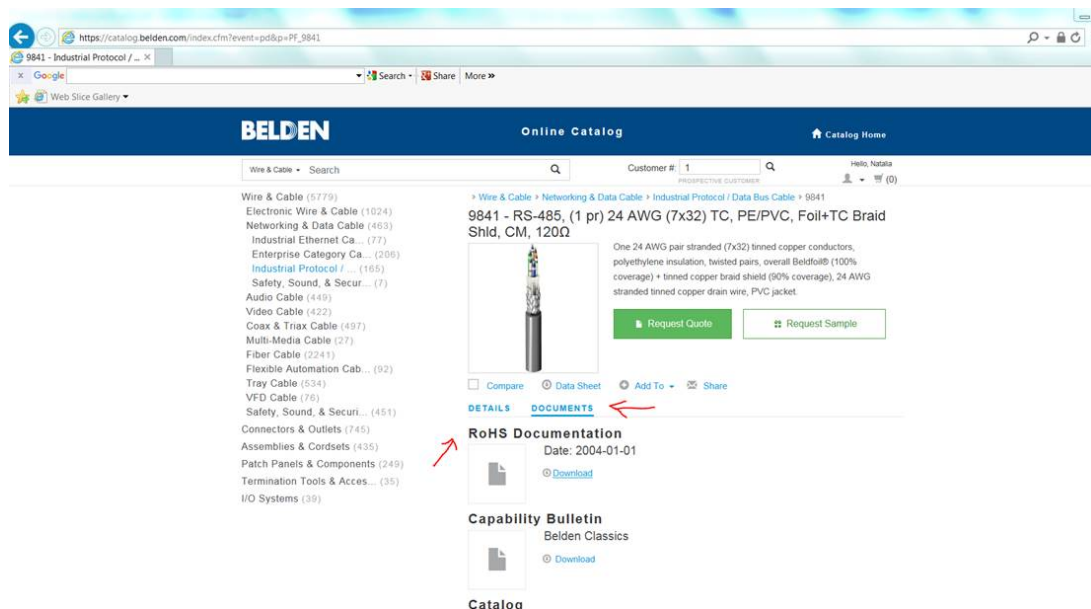 https://catalog.belden.com/index.cfm?event=pd&p=PF_9841
9841 - Industrial Protocol / ... ×
x Google Search Share More »
Web Slice Gallery
BELDEN Online Catalog Catalog Home
Wire & Cable Search Customer #: 1 Hello, Natalia
PROSPECTIVE CUSTOMER (0)
Wire & Cable (5779)
Electronic Wire & Cable (1024)
Networking & Data Cable (463)
Industrial Ethernet Ca... (77)
Enterprise Category Ca... (206)
Industrial Protocol / ... (165)
Safety, Sound, & Secur... (7)
Audio Cable (449)
Video Cable (422)
Coax & Triax Cable (497)
Multi-Media Cable (27)
Fiber Cable (2241)
Flexible Automation Cab... (92)
Tray Cable (534)
VFD Cable (76)
Safety, Sound, & Securi... (451)
Connectors & Outlets (745)
Assemblies & Cordsets (435)
Patch Panels & Components (249)
Termination Tools & Acces... (35)
I/O Systems (39)
› Wire & Cable › Networking & Data Cable › Industrial Protocol / Data Bus Cable › 9841
9841 - RS-485, (1 pr) 24 AWG (7x32) TC, PE/PVC, Foil+TC Braid
Shld, CM, 120Ω
One 24 AWG pair stranded (7x32) tinned copper conductors,
polyethylene insulation, twisted pairs, overall Beldfoil® (100%
coverage) + tinned copper braid shield (90% coverage), 24 AWG
stranded tinned copper drain wire, PVC jacket.
Request Quote Request Sample
Compare Data Sheet Add To Share
DETAILS DOCUMENTS
RoHS Documentation
Date: 2004-01-01
Download
Capability Bulletin
Belden Classics
Download
Catalog